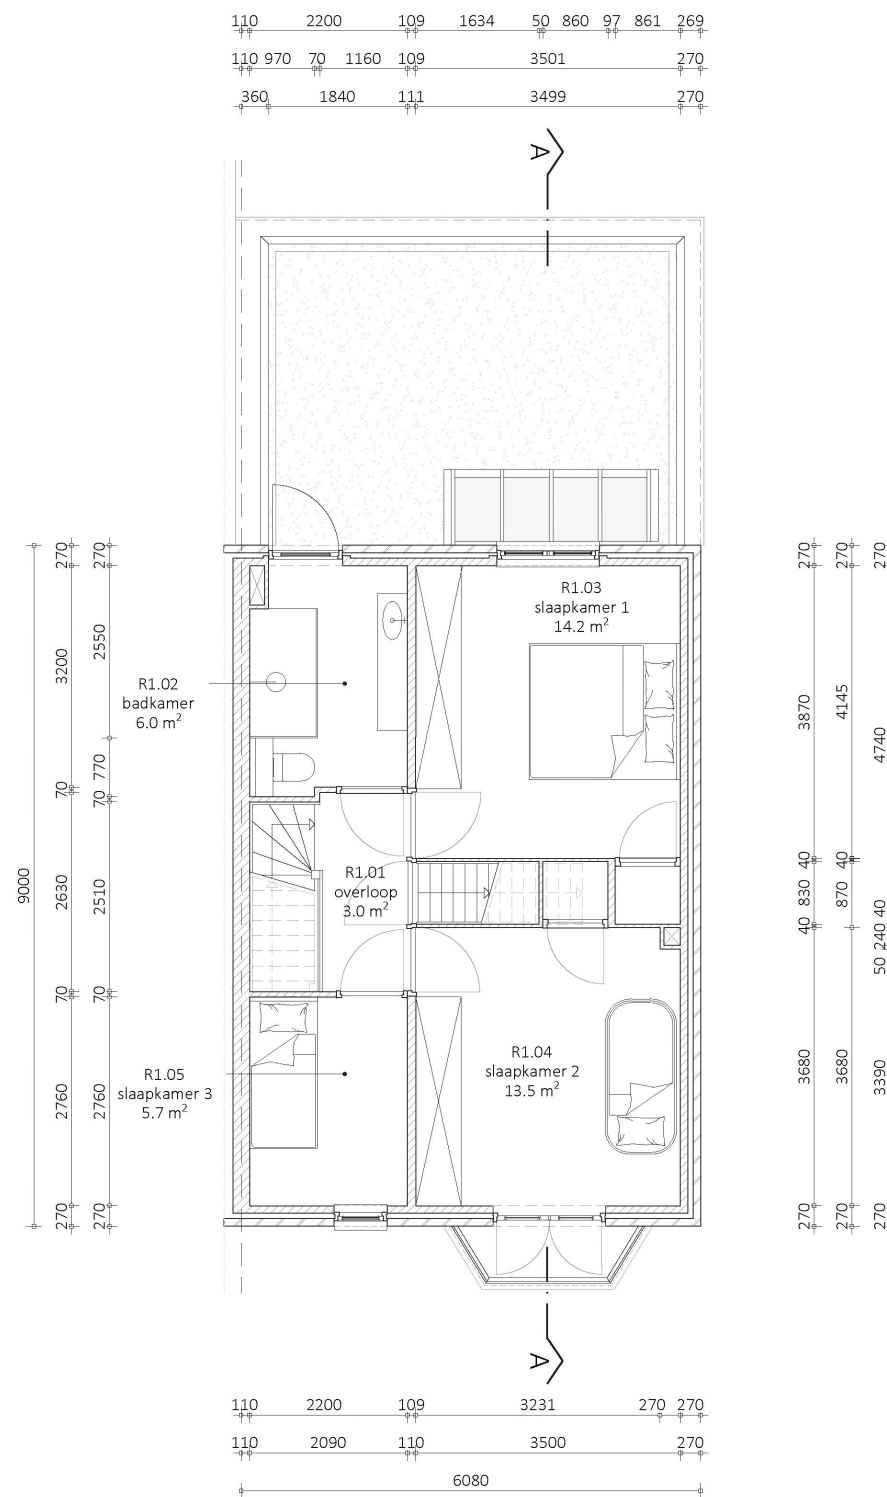 110 2200 109 1634 50 860 97 861 269
110 970 70 1160 109 3501 270
360 1840 111 3499 270
A
R1.03
slaapkamer 1
14.2 m²
R1.02
badkamer
6.0 m²
R1.01
overloop
3.0 m²
R1.04
slaapkamer 2
13.5 m²
R1.05
slaapkamer 3
5.7 m²
9000
270 3200 70 2630 70 2760 270
270 2550 770 70 2510 70 2760 270
270 3870 40 830 40 3680 270
270 4145 40 870 3680 270
270 4740 40 240 50 3390 270
A
110 2200 109 3231 270 270
110 2090 110 3500 270
6080